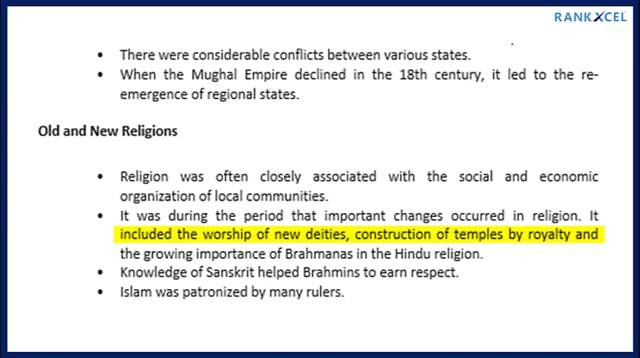 RANKXCEL
• There were considerable conflicts between various states.
• When the Mughal Empire declined in the 18th century, it led to the re-
emergence of regional states.
Old and New Religions
• Religion was often closely associated with the social and economic
organization of local communities.
• It was during the period that important changes occurred in religion. It
included the worship of new deities, construction of temples by royalty and
the growing importance of Brahmanas in the Hindu religion.
• Knowledge of Sanskrit helped Brahmins to earn respect.
• Islam was patronized by many rulers.